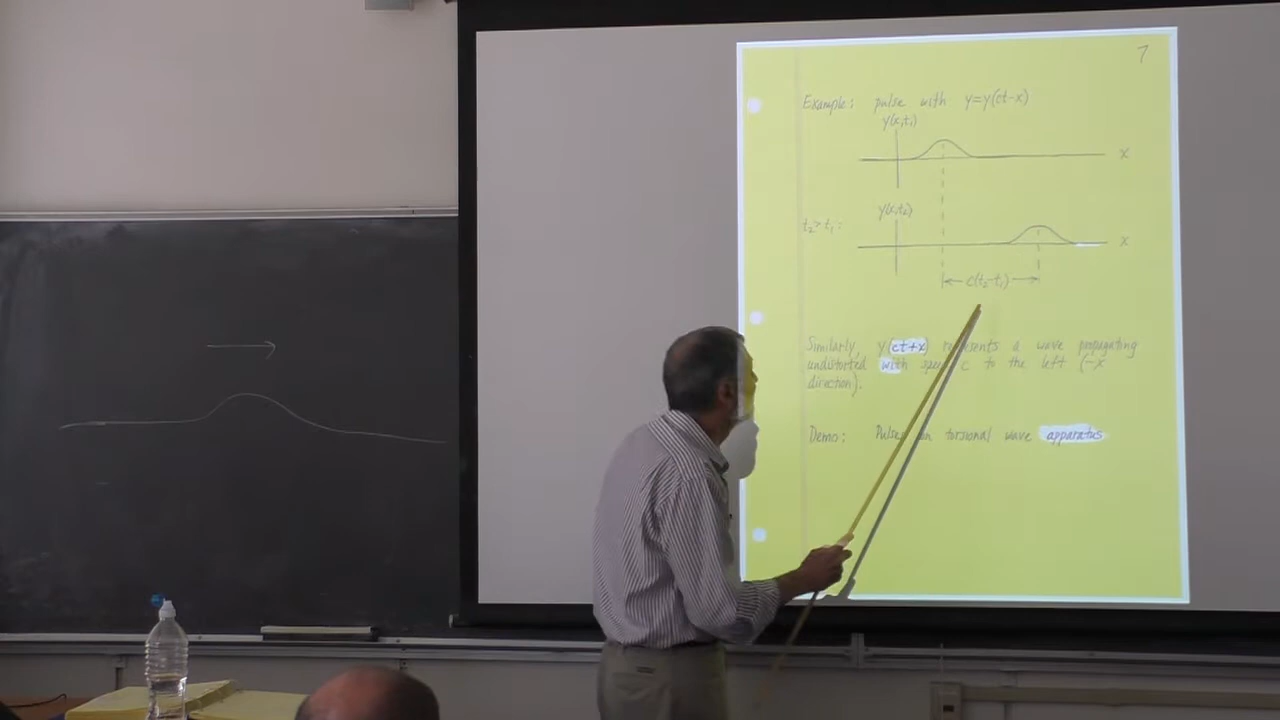 7
Example: pulse with y=y(ct-x)
y(x,t₁)
x
t₂>t₁:
y(x,t₂)
x
c(t₂-t₁)
Similarly, y(ct+x) represents a wave propagating
undistorted with speed c to the left (-x
direction).
Demo: Pulses on torsional wave apparatus